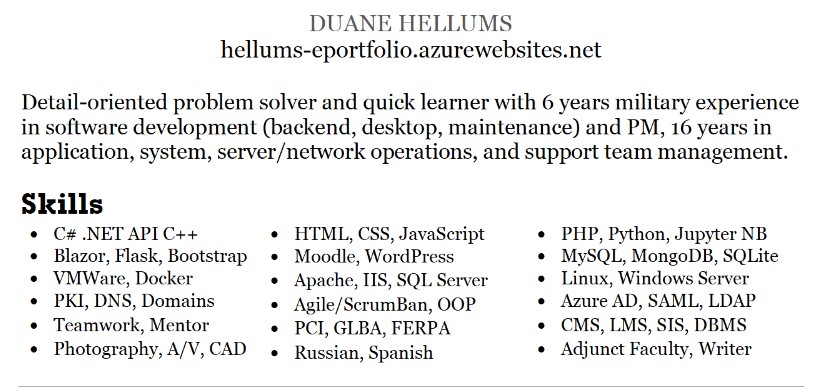 DUANE HELLUMS
hellums-eportfolio.azurewebsites.net
Detail-oriented problem solver and quick learner with 6 years military experience
in software development (backend, desktop, maintenance) and PM, 16 years in
application, system, server/network operations, and support team management.
Skills
• C# .NET API C++
• Blazor, Flask, Bootstrap
• VMWare, Docker
• PKI, DNS, Domains
• Teamwork, Mentor
• Photography, A/V, CAD
• HTML, CSS, JavaScript
• Moodle, WordPress
• Apache, IIS, SQL Server
• Agile/ScrumBan, OOP
• PCI, GLBA, FERPA
• Russian, Spanish
• PHP, Python, Jupyter NB
• MySQL, MongoDB, SQLite
• Linux, Windows Server
• Azure AD, SAML, LDAP
• CMS, LMS, SIS, DBMS
• Adjunct Faculty, Writer